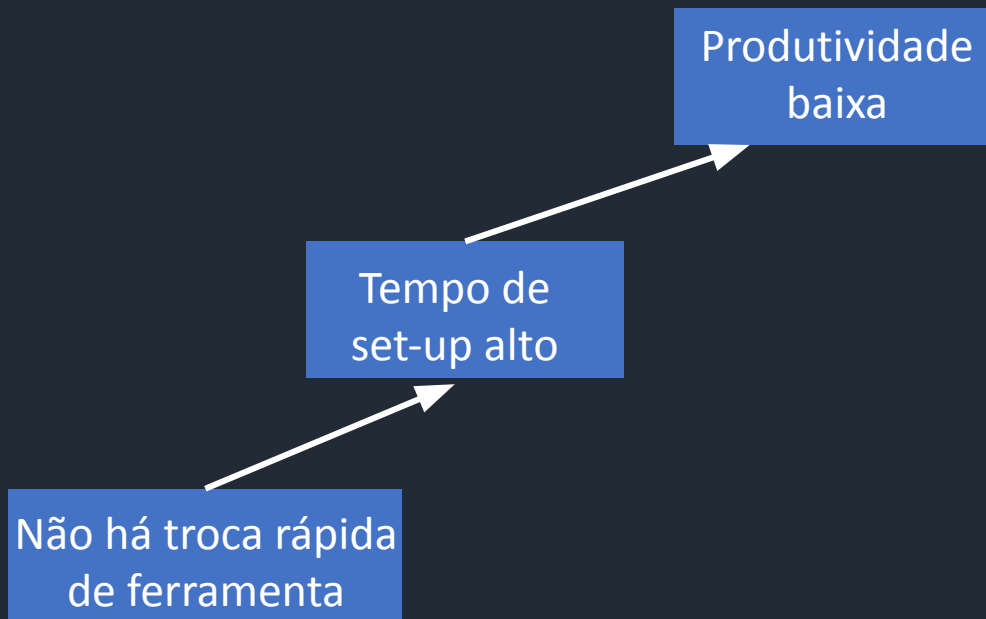 Produtividade
baixa
Tempo de
set-up alto
Não há troca rápida
de ferramenta